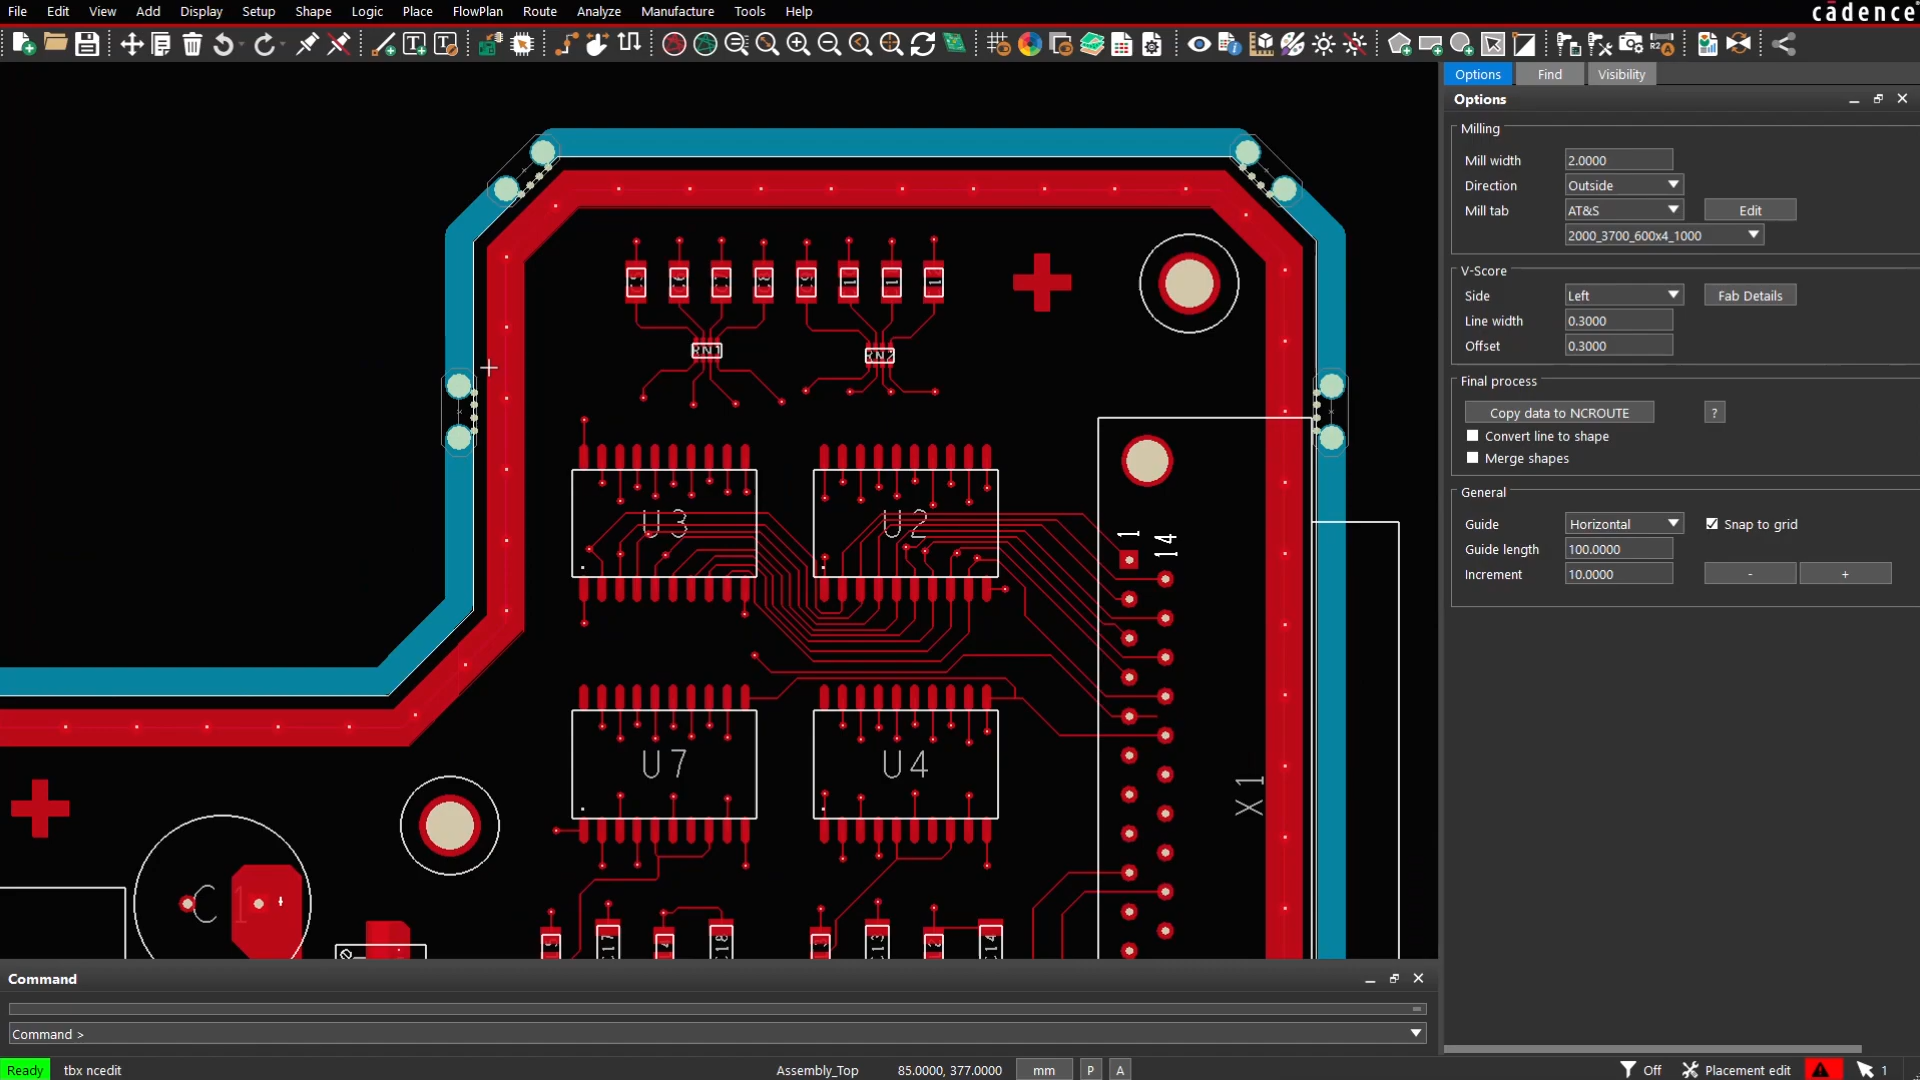 File Edit View Add Display Setup Shape Logic Place FlowPlan Route Analyze Manufacture Tools Help
cādence
Options Find Visibility
Options
Milling
Mill width 2.0000
Direction Outside
Mill tab AT&S Edit
2000_3700_600x4_1000
V-Score
Side Left Fab Details
Line width 0.3000
Offset 0.3000
Final process
Copy data to NCROUTE ?
Convert line to shape
Merge shapes
General
Guide Horizontal Snap to grid
Guide length 100.0000
Increment 10.0000 - +
RN1 RN2
U3 U2
1 14
U7 U4
X1
C1
Command
Command >
Ready tbx ncedit Assembly_Top 85.0000, 377.0000 mm P A Off Placement edit 1